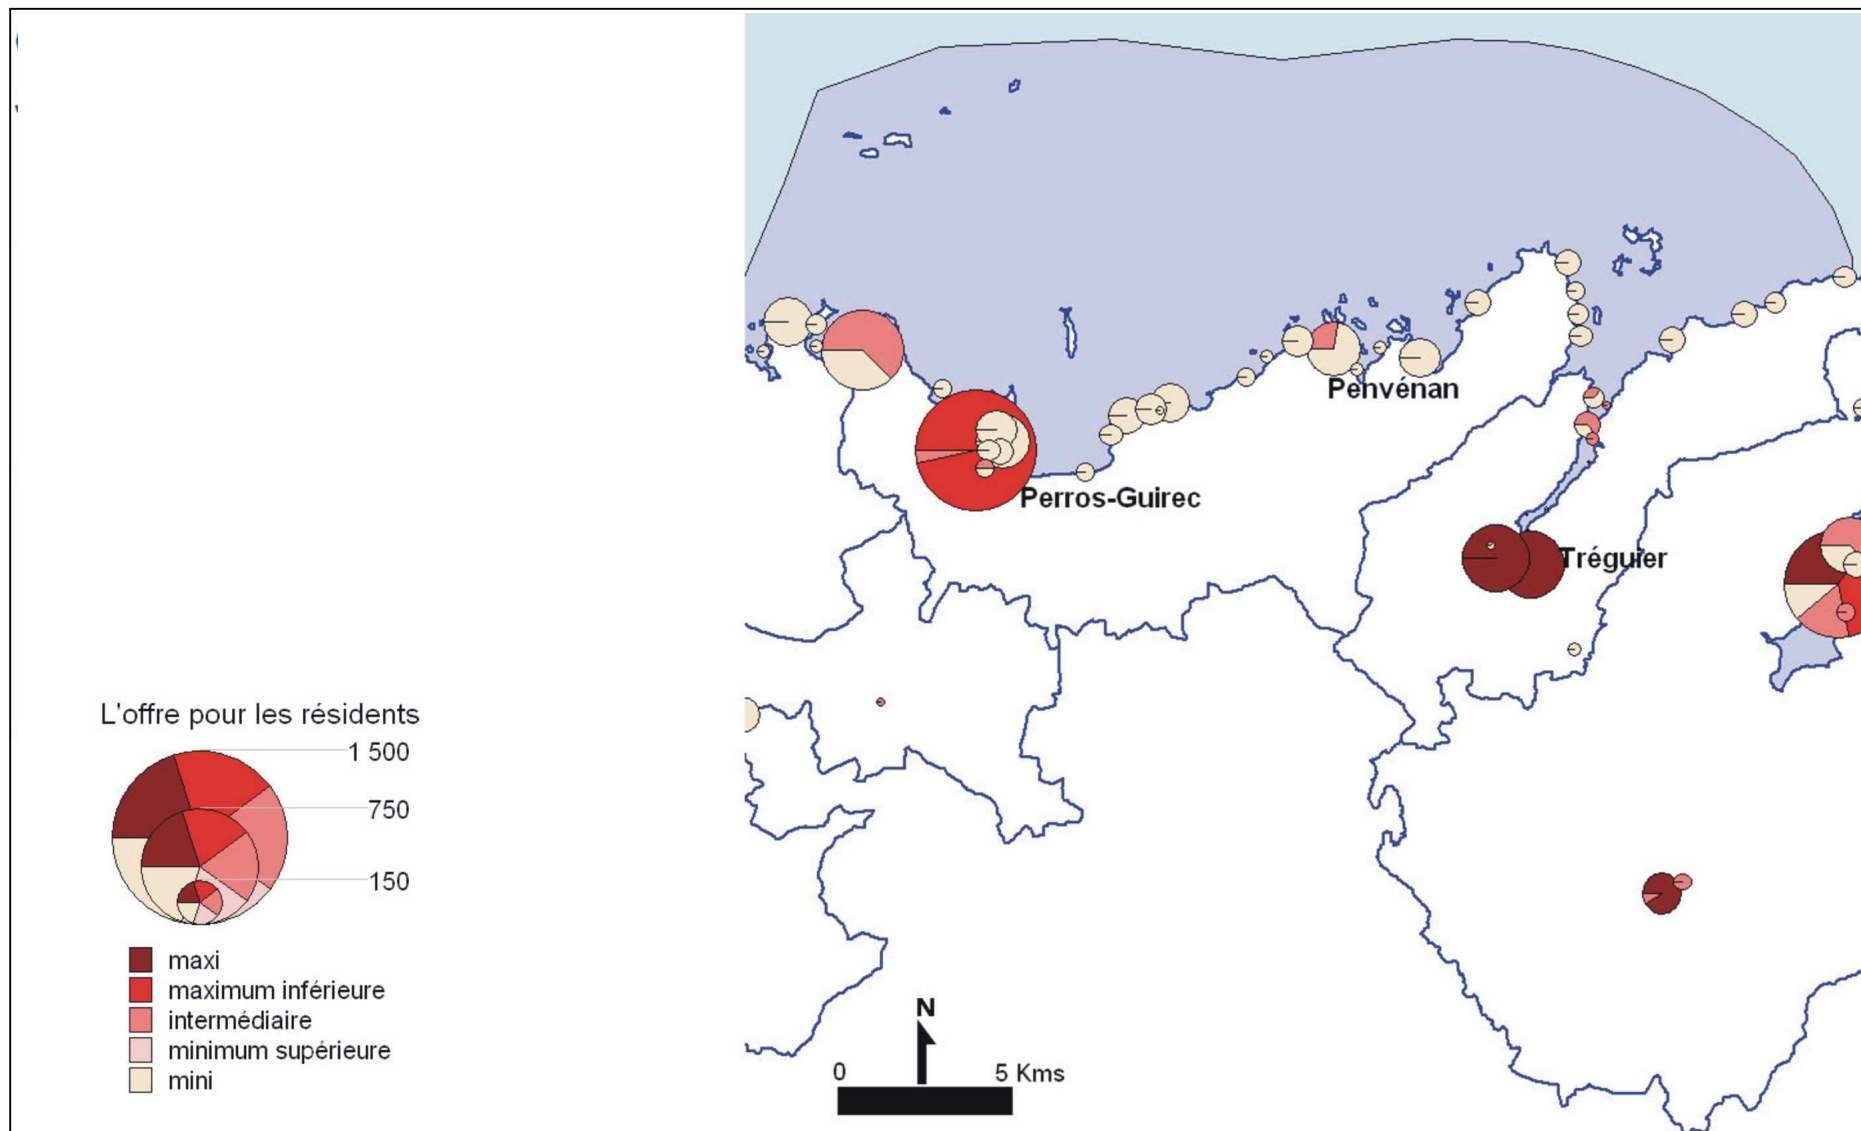 Penvénan
Perros-Guirec
Tréguier
L'offre pour les résidents
1 500
750
150
maxi
maximum inférieure
intermédiaire
minimum supérieure
mini
N
0 5 Kms